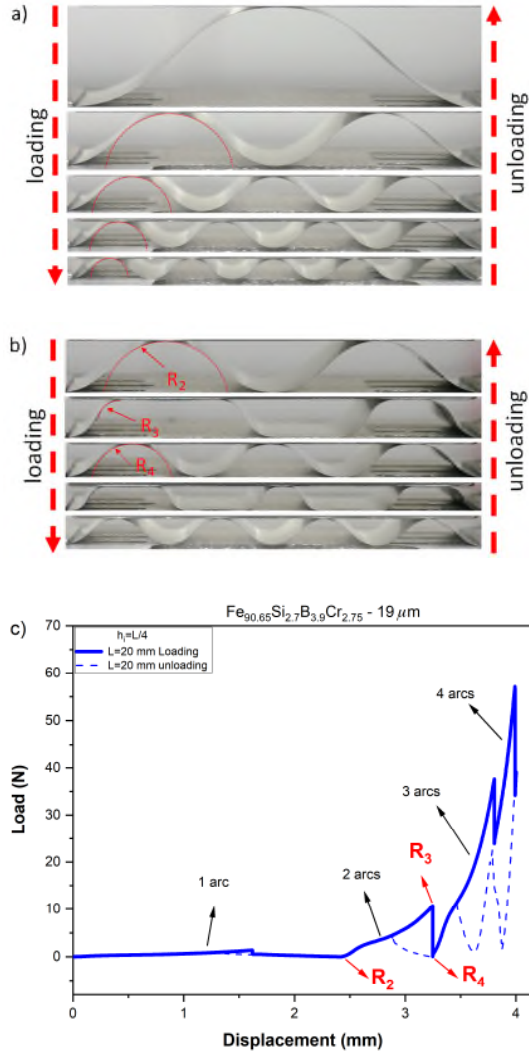 a)
loading
unloading
b)
R2
R3
R4
loading
unloading
c)
Fe90.65Si2.7B3.9Cr2.75 - 19 μm
hi=L/4
L=20 mm Loading
L=20 mm unloading
70
60
50
40
30
20
10
0
Load (N)
4 arcs
3 arcs
R3
1 arc
2 arcs
R2
R4
0
1
2
3
4
Displacement (mm)